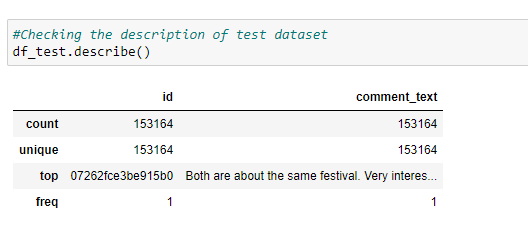 #Checking the description of test dataset
df_test.describe()
id comment_text
count 153164 153164
unique 153164 153164
top 07262fce3be915b0 Both are about the same festival. Very interes...
freq 1 1